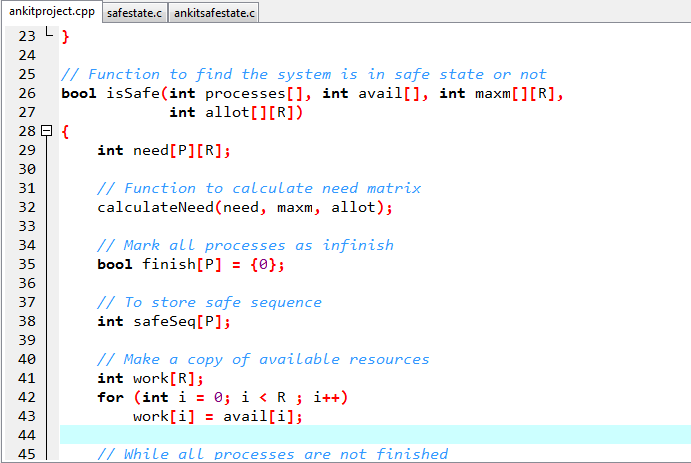 ankitproject.cpp safestate.c ankitsafestate.c
23 }
24
25 // Function to find the system is in safe state or not
26 bool isSafe(int processes[], int avail[], int maxm[][R],
27 int allot[][R])
28 {
29 int need[P][R];
30
31 // Function to calculate need matrix
32 calculateNeed(need, maxm, allot);
33
34 // Mark all processes as infinish
35 bool finish[P] = {0};
36
37 // To store safe sequence
38 int safeSeq[P];
39
40 // Make a copy of available resources
41 int work[R];
42 for (int i = 0; i < R ; i++)
43 work[i] = avail[i];
44
45 // While all processes are not finished